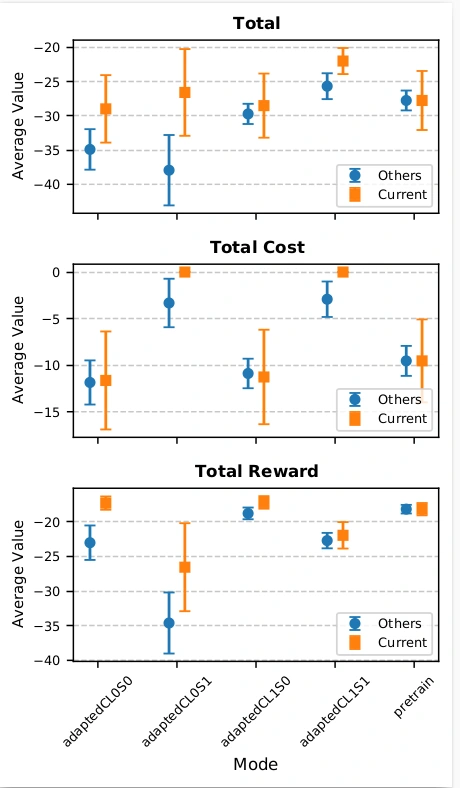 Total
Average Value
−20
−25
−30
−35
−40
Others
Current
Total Cost
Average Value
0
−5
−10
−15
Others
Current
Total Reward
Average Value
−20
−25
−30
−35
−40
Others
Current
adaptedCL0S0
adaptedCL0S1
adaptedCL1S0
adaptedCL1S1
pretrain
Mode